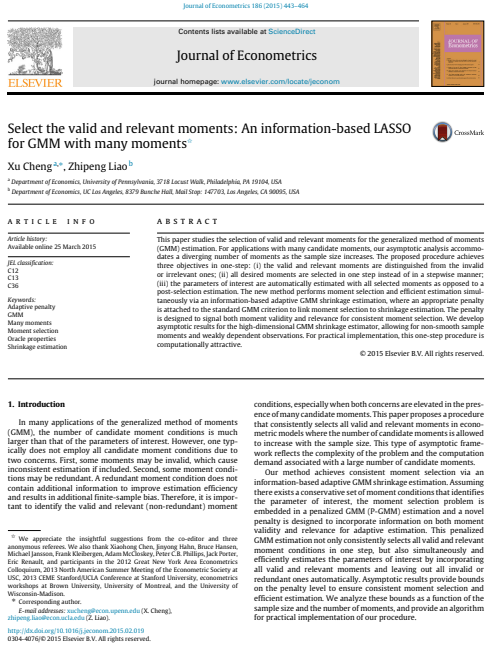 Journal of Econometrics 186 (2015) 443–464
Contents lists available at ScienceDirect
Journal of Econometrics
journal homepage: www.elsevier.com/locate/jeconom
ELSEVIER
JOURNAL OF
Econometrics
Select the valid and relevant moments: An information-based LASSO
for GMM with many moments☆
CrossMark
Xu Cheng a,∗, Zhipeng Liao b
a Department of Economics, University of Pennsylvania, 3718 Locust Walk, Philadelphia, PA 19104, USA
b Department of Economics, UC Los Angeles, 8379 Bunche Hall, Mail Stop: 147703, Los Angeles, CA 90095, USA
ARTICLE INFO
Article history:
Available online 25 March 2015
JEL classification:
C12
C13
C36
Keywords:
Adaptive penalty
GMM
Many moments
Moment selection
Oracle properties
Shrinkage estimation
ABSTRACT
This paper studies the selection of valid and relevant moments for the generalized method of moments
(GMM) estimation. For applications with many candidate moments, our asymptotic analysis accommo-
dates a diverging number of moments as the sample size increases. The proposed procedure achieves
three objectives in one-step: (i) the valid and relevant moments are distinguished from the invalid
or irrelevant ones; (ii) all desired moments are selected in one step instead of in a stepwise manner;
(iii) the parameters of interest are automatically estimated with all selected moments as opposed to a
post-selection estimation. The new method performs moment selection and efficient estimation simul-
taneously via an information-based adaptive GMM shrinkage estimation, where an appropriate penalty
is attached to the standard GMM criterion to link moment selection to shrinkage estimation. The penalty
is designed to signal both moment validity and relevance for consistent moment selection. We develop
asymptotic results for the high-dimensional GMM shrinkage estimator, allowing for non-smooth sample
moments and weakly dependent observations. For practical implementation, this one-step procedure is
computationally attractive.
© 2015 Elsevier B.V. All rights reserved.
1. Introduction
In many applications of the generalized method of moments
(GMM), the number of candidate moment conditions is much
larger than that of the parameters of interest. However, one typ-
ically does not employ all candidate moment conditions due to
two concerns. First, some moments may be invalid, which cause
inconsistent estimation if included. Second, some moment condi-
tions may be redundant. A redundant moment condition does not
contain additional information to improve estimation efficiency
and results in additional finite-sample bias. Therefore, it is impor-
tant to identify the valid and relevant (non-redundant) moment
☆ We appreciate the insightful suggestions from the co-editor and three
anonymous referees. We also thank Xiaohong Chen, Jinyong Hahn, Bruce Hansen,
Michael Jansson, Frank Kleibergen, Adam McCloskey, Peter C.B. Phillips, Jack Porter,
Eric Renault, and participants in the 2012 Great New York Area Econometrics
Colloquium, 2013 North American Summer Meeting of the Econometric Society at
USC, 2013 CEME Stanford/UCLA Conference at Stanford University, econometrics
workshops at Brown University, University of Montreal, and the University of
Wisconsin-Madison.
∗ Corresponding author.
E-mail addresses: xucheng@econ.upenn.edu (X. Cheng),
zhipeng.liao@econ.ucla.edu (Z. Liao).
http://dx.doi.org/10.1016/j.jeconom.2015.02.019
0304-4076/© 2015 Elsevier B.V. All rights reserved.
conditions, especially when both concerns are elevated in the pres-
ence of many candidate moments. This paper proposes a procedure
that consistently selects all valid and relevant moments in econo-
metric models where the number of candidate moments is allowed
to increase with the sample size. This type of asymptotic frame-
work reflects the complexity of the problem and the computation
demand associated with a large number of candidate moments.
Our method achieves consistent moment selection via an
information-based adaptive GMM shrinkage estimation. Assuming
there exists a conservative set of moment conditions that identifies
the parameter of interest, the moment selection problem is
embedded in a penalized GMM (P-GMM) estimation and a novel
penalty is designed to incorporate information on both moment
validity and relevance for adaptive estimation. This penalized
GMM estimation not only consistently selects all valid and relevant
moment conditions in one step, but also simultaneously and
efficiently estimates the parameters of interest by incorporating
all valid and relevant moments and leaving out all invalid or
redundant ones automatically. Asymptotic results provide bounds
on the penalty level to ensure consistent moment selection and
efficient estimation. We analyze these bounds as a function of the
sample size and the number of moments, and provide an algorithm
for practical implementation of our procedure.